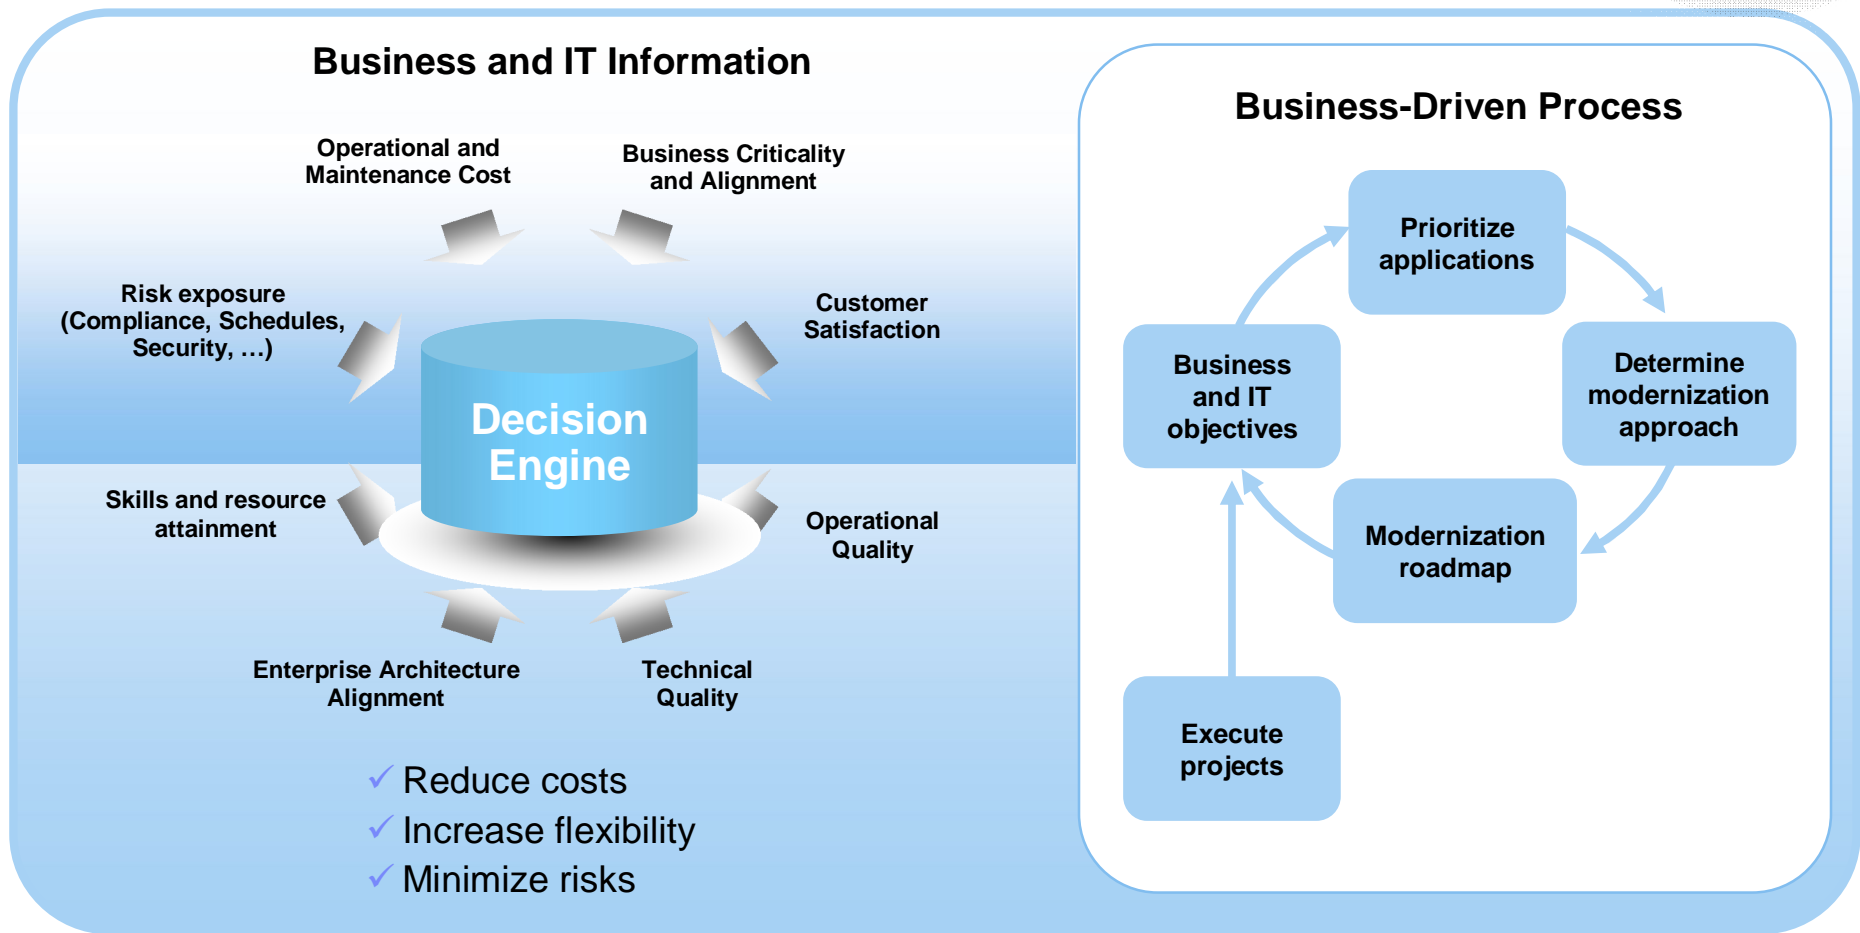 Business and IT Information
Operational and
Maintenance Cost
Business Criticality
and Alignment
Risk exposure
(Compliance, Schedules,
Security, …)
Customer
Satisfaction
Decision
Engine
Skills and resource
attainment
Operational
Quality
Enterprise Architecture
Alignment
Technical
Quality
✓ Reduce costs
✓ Increase flexibility
✓ Minimize risks
Business-Driven Process
Prioritize
applications
Business
and IT
objectives
Determine
modernization
approach
Modernization
roadmap
Execute
projects